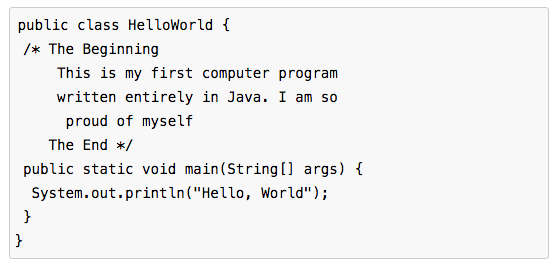 public class HelloWorld {
/* The Beginning
This is my first computer program
written entirely in Java. I am so
proud of myself
The End */
public static void main(String[] args) {
System.out.println("Hello, World");
}
}